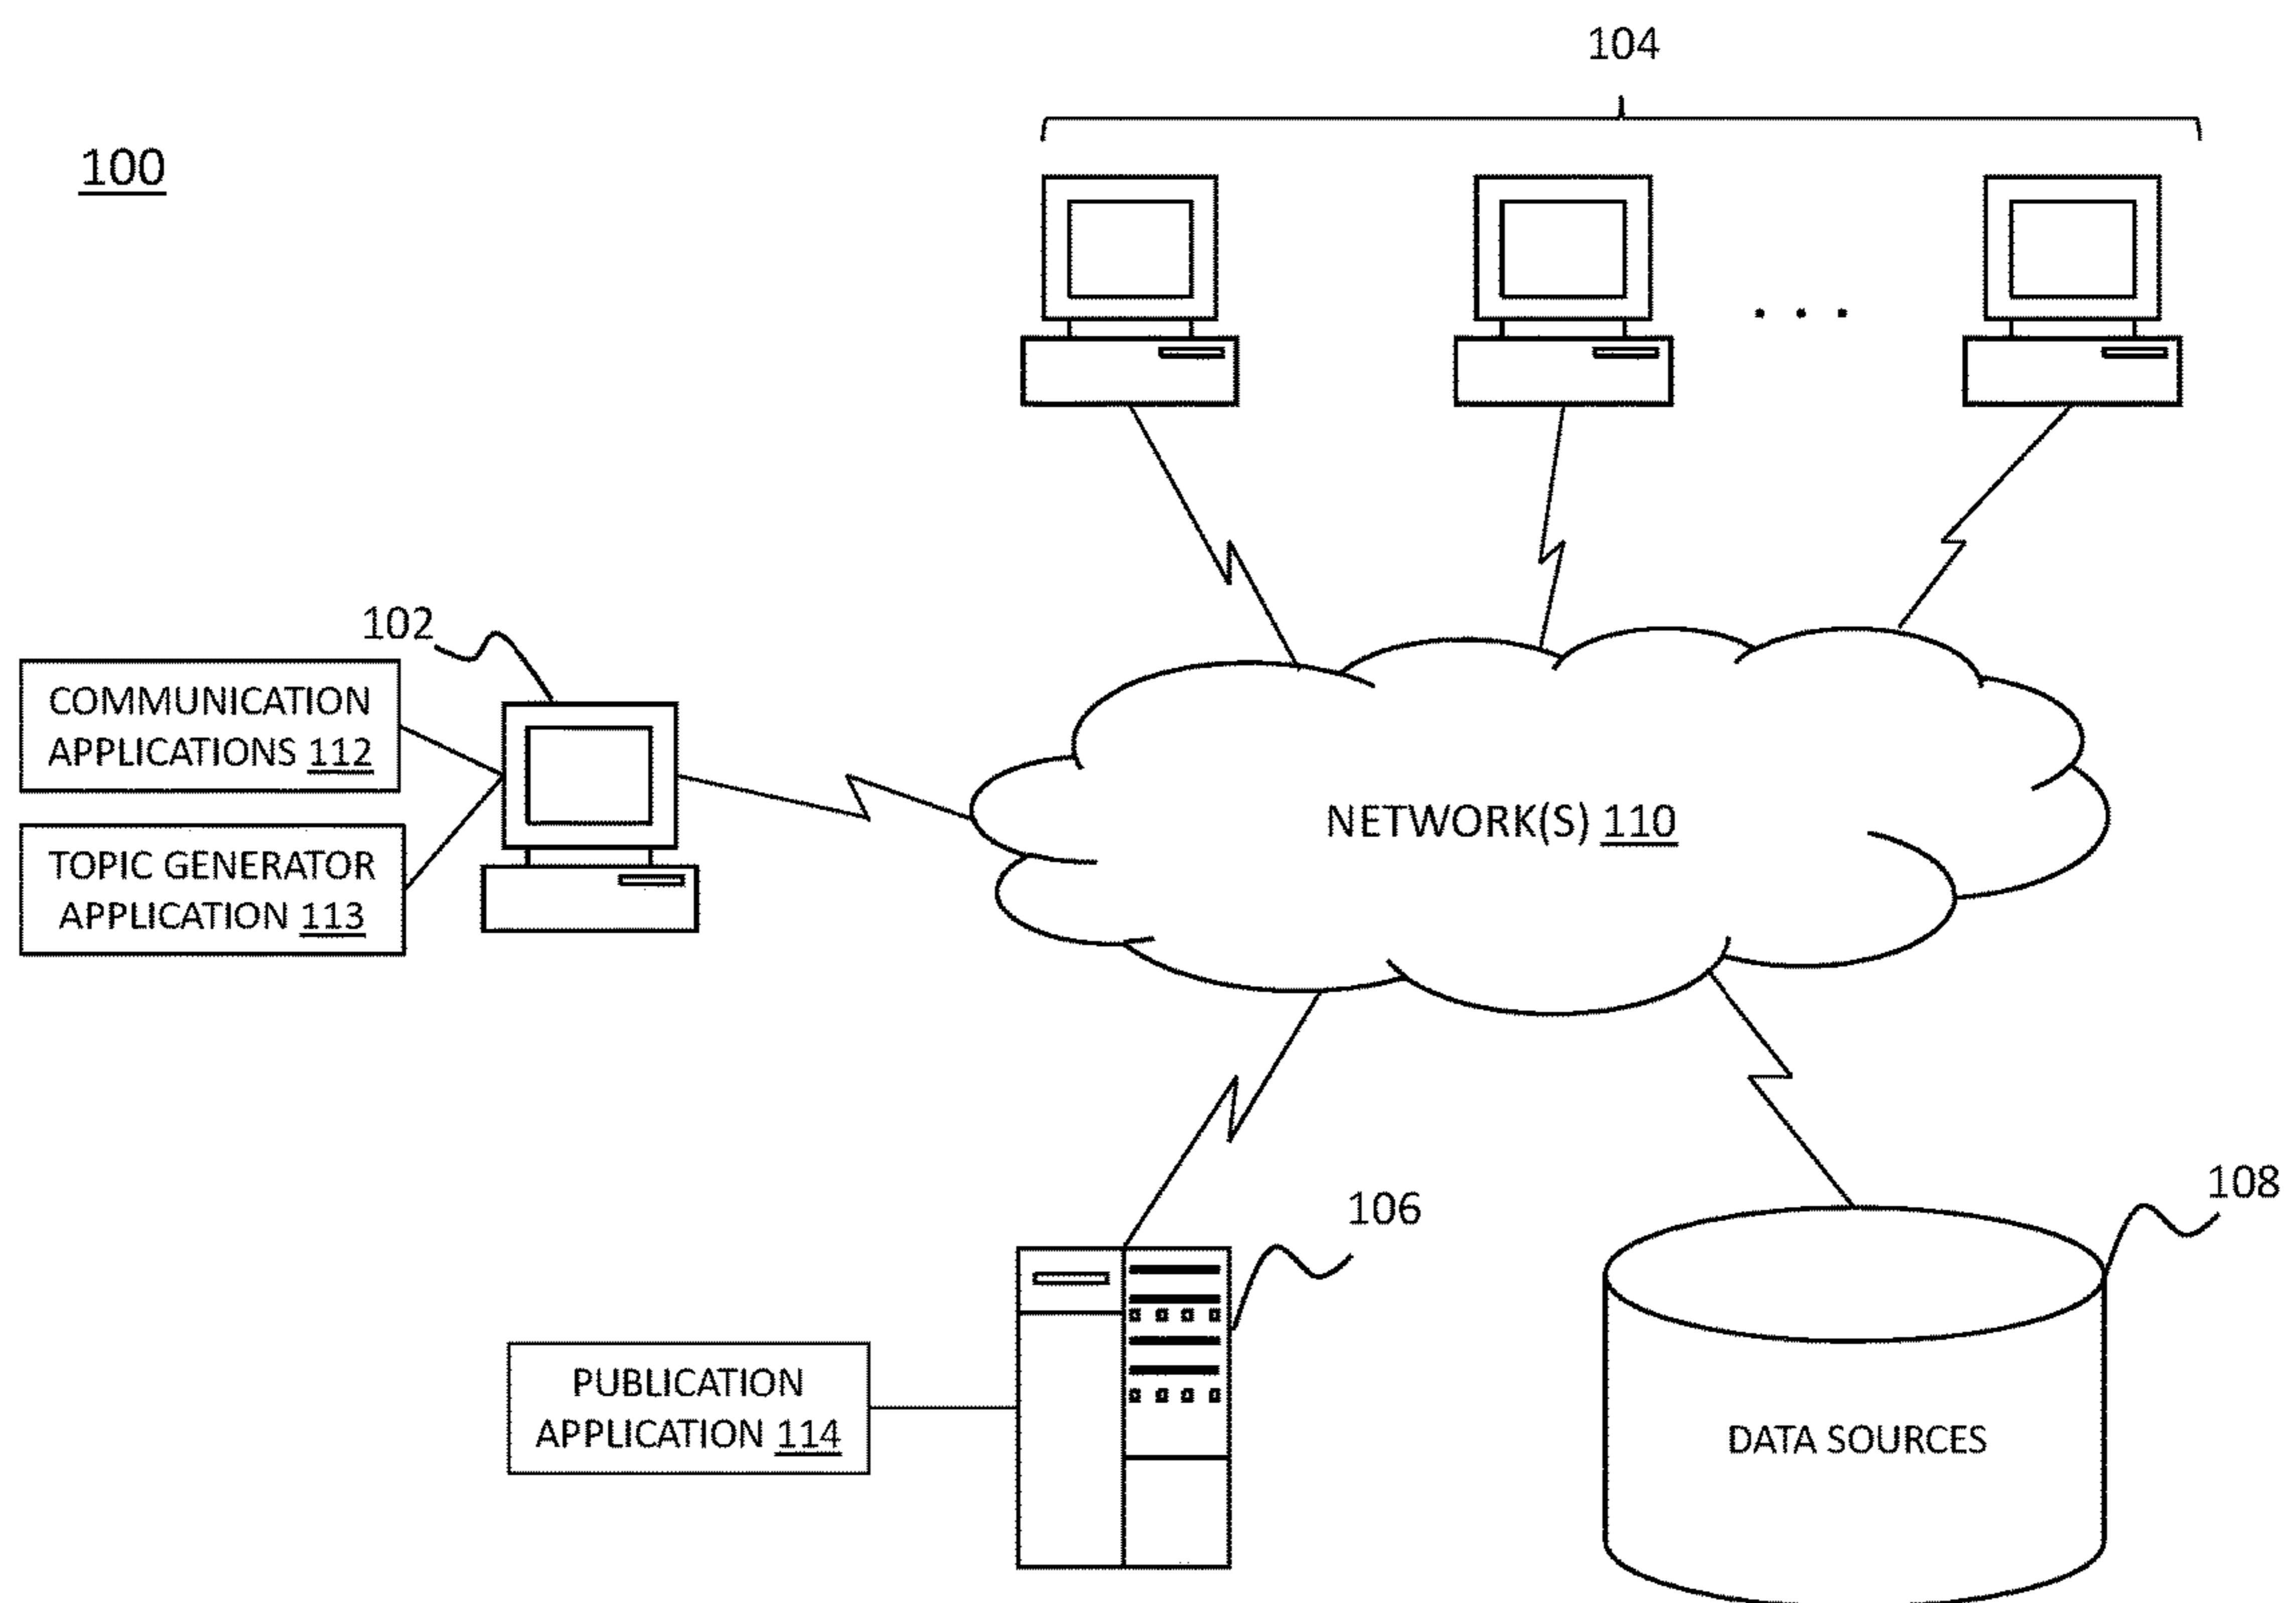 104
100
102
COMMUNICATION
APPLICATIONS 112
TOPIC GENERATOR
APPLICATION 113
NETWORK(S) 110
106
108
PUBLICATION
APPLICATION 114
DATA SOURCES